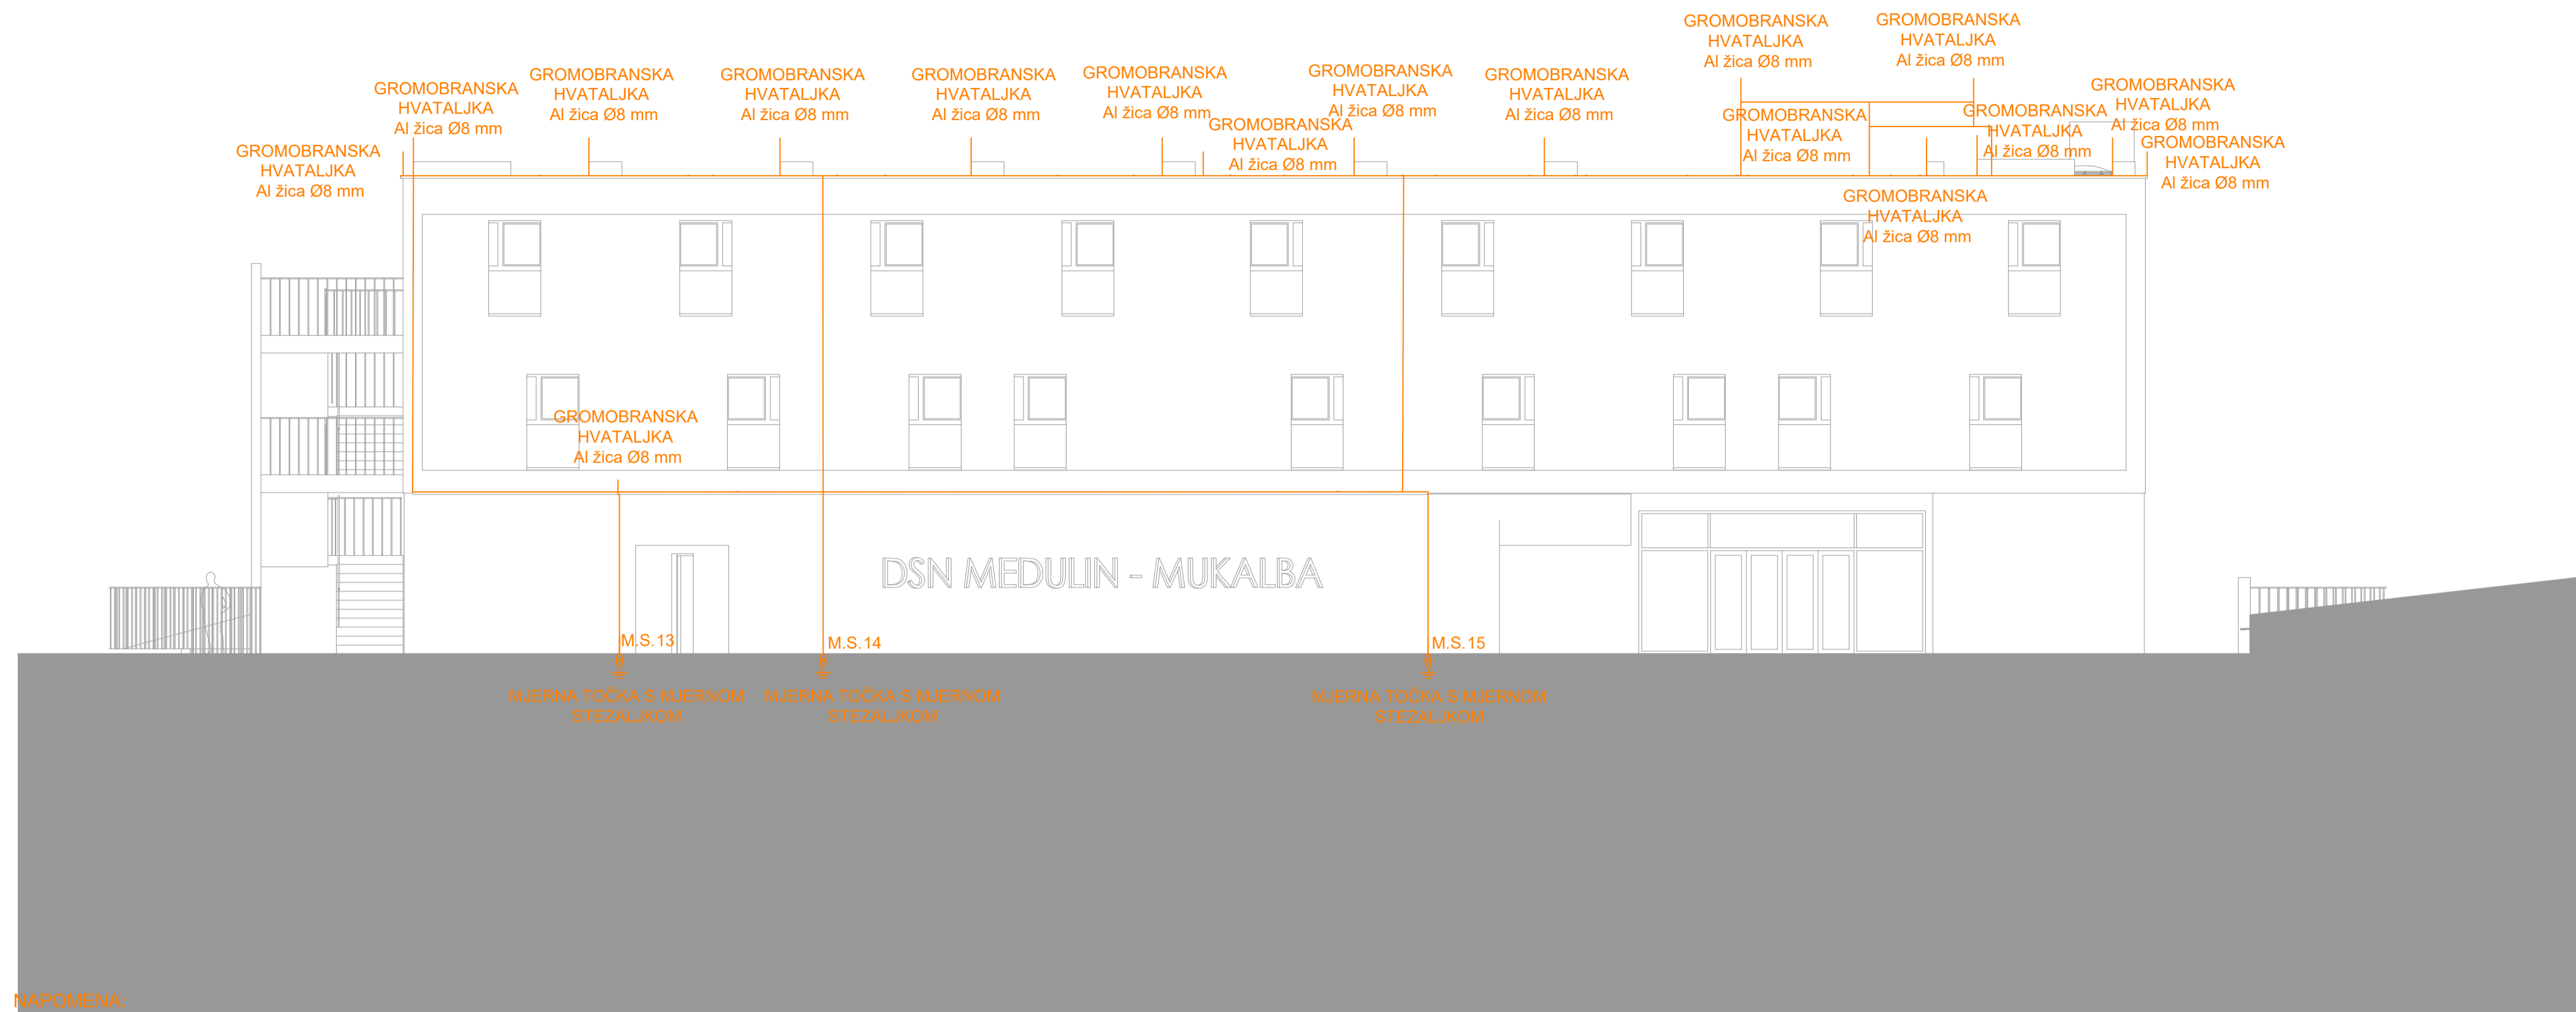 GROMOBRANSKA
HVATALJKA
Al žica Ø8 mm
GROMOBRANSKA
HVATALJKA
Al žica Ø8 mm
GROMOBRANSKA
HVATALJKA
Al žica Ø8 mm
GROMOBRANSKA
HVATALJKA
Al žica Ø8 mm
GROMOBRANSKA
HVATALJKA
Al žica Ø8 mm
GROMOBRANSKA
HVATALJKA
Al žica Ø8 mm
GROMOBRANSKA
HVATALJKA
Al žica Ø8 mm
GROMOBRANSKA
HVATALJKA
Al žica Ø8 mm
GROMOBRANSKA
HVATALJKA
Al žica Ø8 mm
GROMOBRANSKA
HVATALJKA
Al žica Ø8 mm
GROMOBRANSKA
HVATALJKA
Al žica Ø8 mm
GROMOBRANSKA
HVATALJKA
Al žica Ø8 mm
GROMOBRANSKA
HVATALJKA
Al žica Ø8 mm
GROMOBRANSKA
HVATALJKA
Al žica Ø8 mm
GROMOBRANSKA
HVATALJKA
Al žica Ø8 mm
GROMOBRANSKA
HVATALJKA
Al žica Ø8 mm
GROMOBRANSKA
HVATALJKA
Al žica Ø8 mm
DSN MEDULIN - MUKALBA
M.S.13
M.S.14
M.S.15
MJERNA TOČKA S MJERNOM
STEZALJKOM
MJERNA TOČKA S MJERNOM
STEZALJKOM
MJERNA TOČKA S MJERNOM
STEZALJKOM
NAPOMENA: